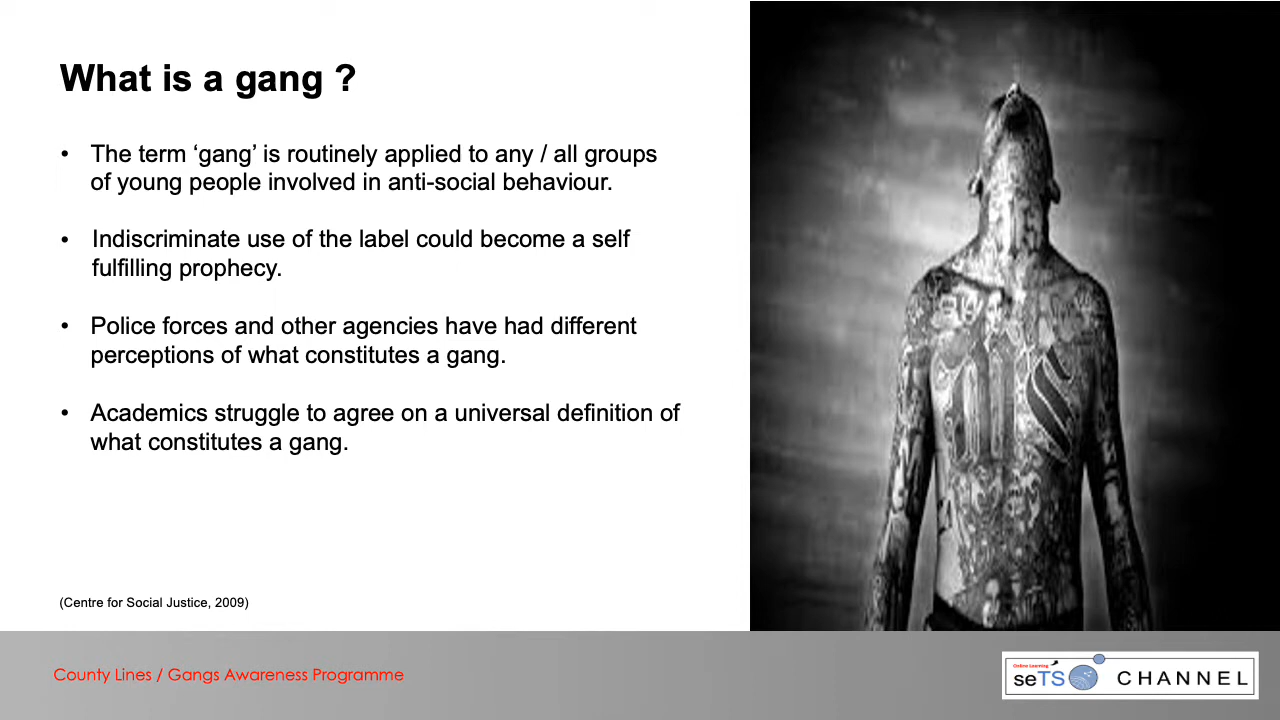 What is a gang ?
• The term ‘gang’ is routinely applied to any / all groups
of young people involved in anti-social behaviour.
• Indiscriminate use of the label could become a self
fulfilling prophecy.
• Police forces and other agencies have had different
perceptions of what constitutes a gang.
• Academics struggle to agree on a universal definition of
what constitutes a gang.
(Centre for Social Justice, 2009)
County Lines / Gangs Awareness Programme
Online Learning
seTS CHANNEL